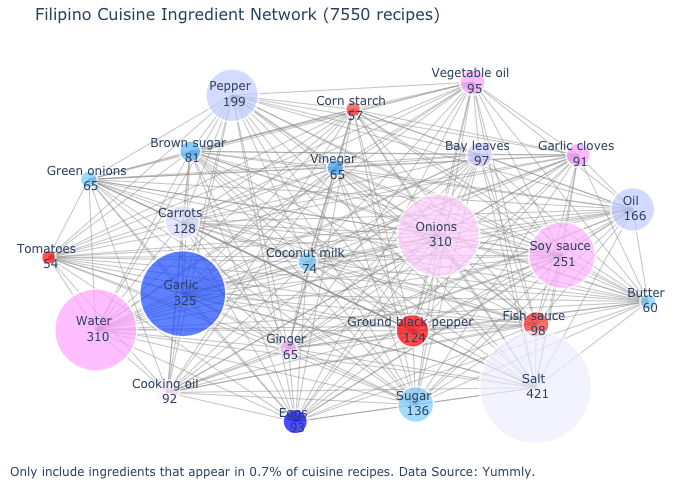 Filipino Cuisine Ingredient Network (7550 recipes)
Vegetable oil
95
Pepper
199
Corn starch
57
Brown sugar
81
Vinegar
65
Bay leaves
97
Garlic cloves
91
Green onions
65
Carrots
128
Oil
166
Onions
310
Soy sauce
251
Tomatoes
54
Coconut milk
74
Garlic
325
Butter
60
Water
310
Ground black pepper
124
Fish sauce
98
Ginger
65
Cooking oil
92
Salt
421
Sugar
136
Eggs
93
Only include ingredients that appear in 0.7% of cuisine recipes. Data Source: Yummly.